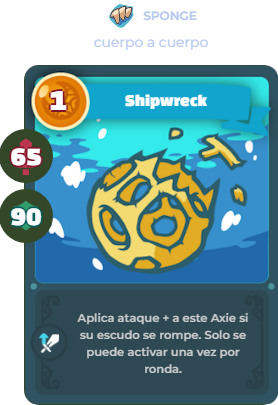 SPONGE
cuerpo a cuerpo
1
Shipwreck
65
90
Aplica ataque + a este Axie si
su escudo se rompe. Solo se
puede activar una vez por
ronda.